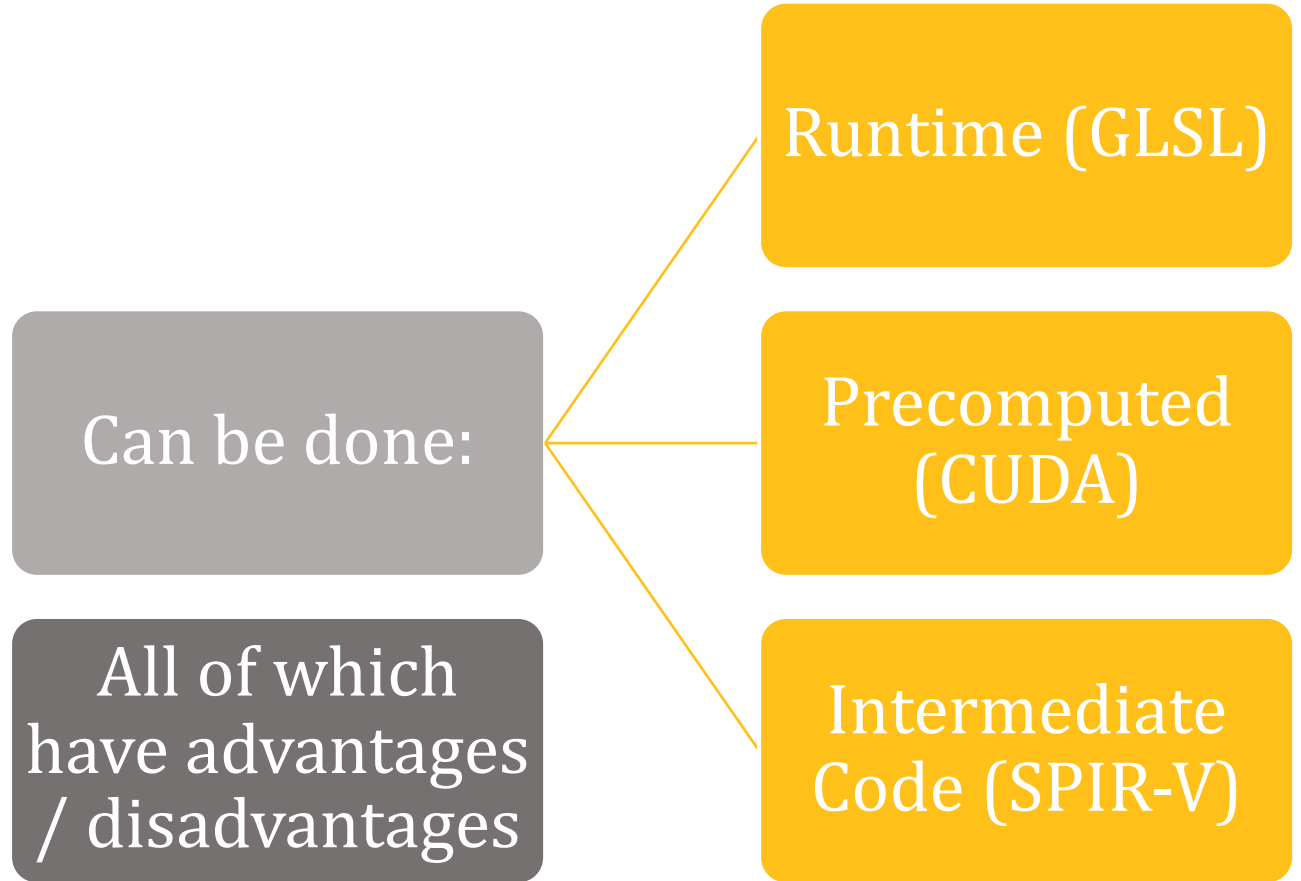 Can be done:
Runtime (GLSL)
Precomputed
(CUDA)
Intermediate
Code (SPIR-V)
All of which
have advantages
/ disadvantages